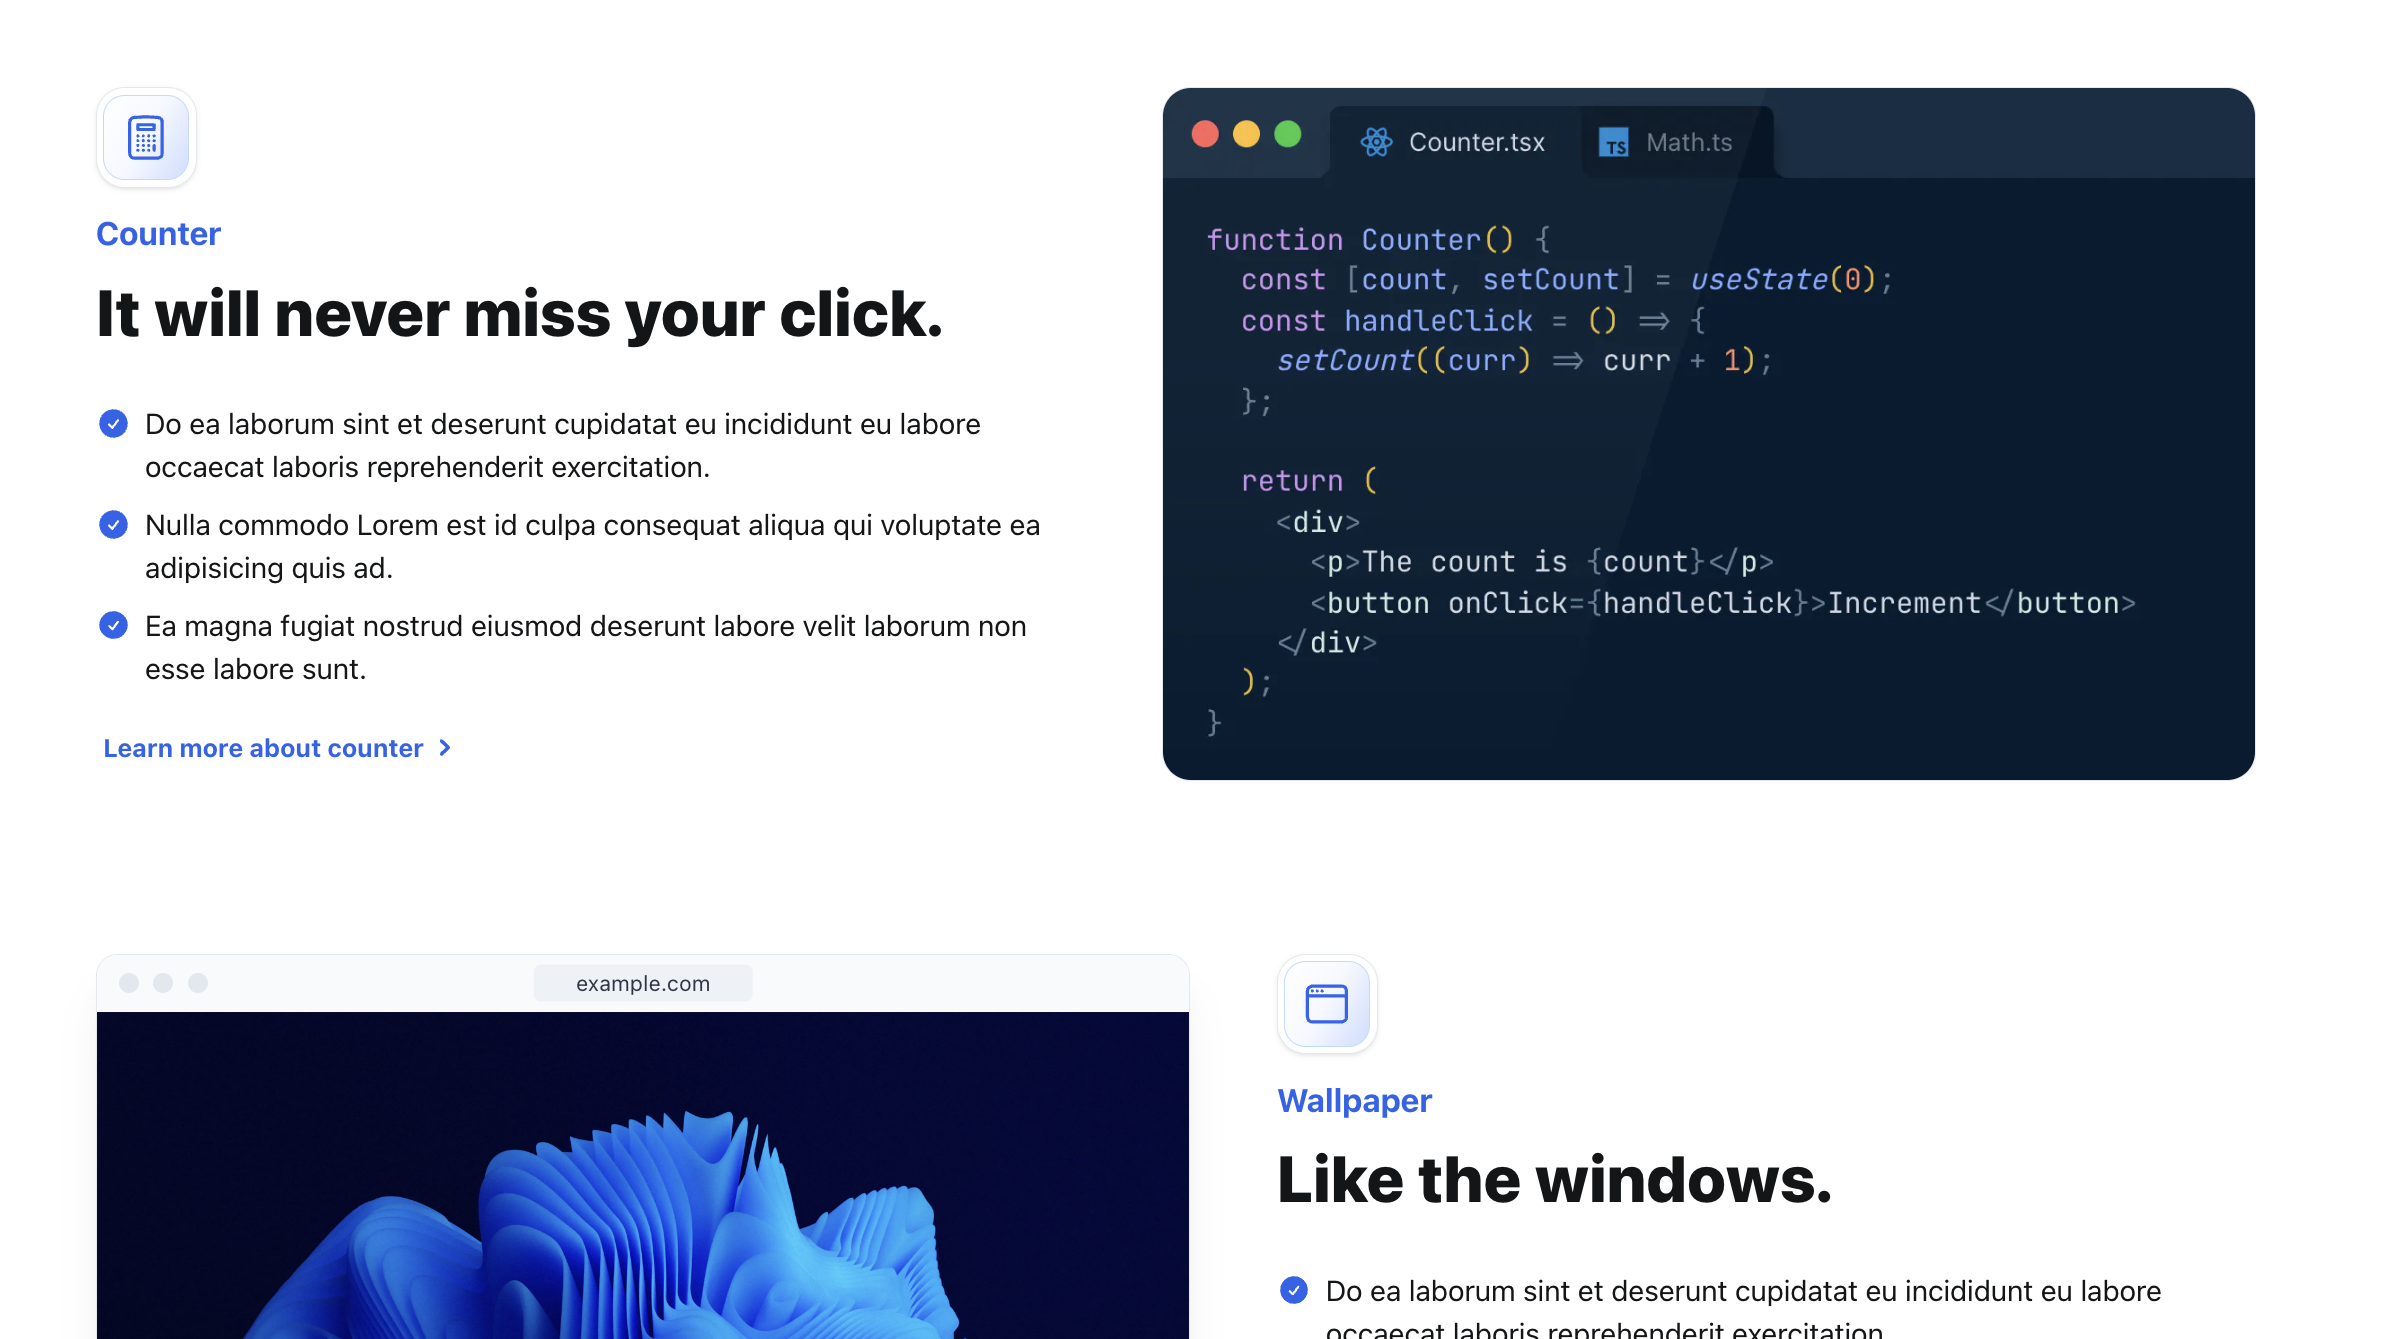 Counter
It will never miss your click.
Do ea laborum sint et deserunt cupidatat eu incididunt eu labore
occaecat laboris reprehenderit exercitation.
Nulla commodo Lorem est id culpa consequat aliqua qui voluptate ea
adipisicing quis ad.
Ea magna fugiat nostrud eiusmod deserunt labore velit laborum non
esse labore sunt.
Learn more about counter
Counter.tsx
TS Math.ts
function Counter() {
  const [count, setCount] = useState(0);
  const handleClick = () => {
    setCount((curr) => curr + 1);
  };

  return (
    <div>
      <p>The count is {count}</p>
      <button onClick={handleClick}>Increment</button>
    </div>
  );
}
example.com
Wallpaper
Like the windows.
Do ea laborum sint et deserunt cupidatat eu incididunt eu labore
occaecat laboris reprehenderit exercitation.